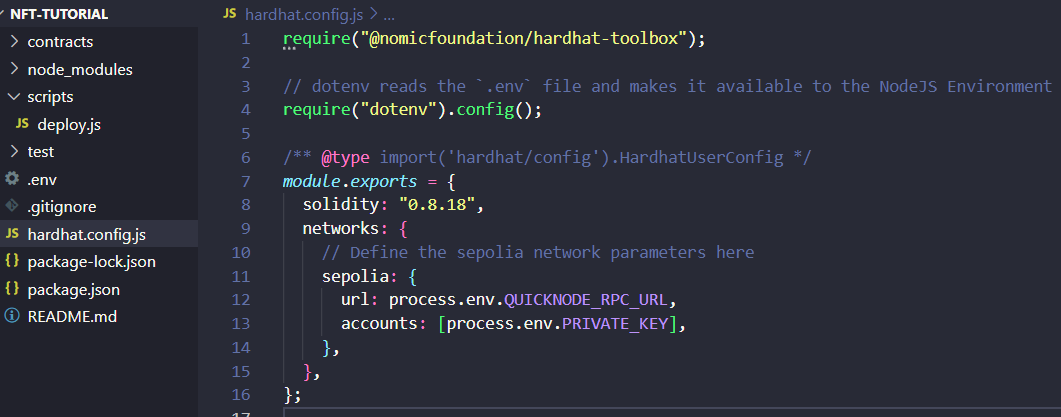 NFT-TUTORIAL
contracts
node_modules
scripts
JS deploy.js
test
.env
.gitignore
JS hardhat.config.js
{} package-lock.json
{} package.json
README.md
JS hardhat.config.js > ...
1 require("@nomicfoundation/hardhat-toolbox");
2
3 // dotenv reads the `.env` file and makes it available to the NodeJS Environment
4 require("dotenv").config();
5
6 /** @type import('hardhat/config').HardhatUserConfig */
7 module.exports = {
8 solidity: "0.8.18",
9 networks: {
10 // Define the sepolia network parameters here
11 sepolia: {
12 url: process.env.QUICKNODE_RPC_URL,
13 accounts: [process.env.PRIVATE_KEY],
14 },
15 },
16 };
17